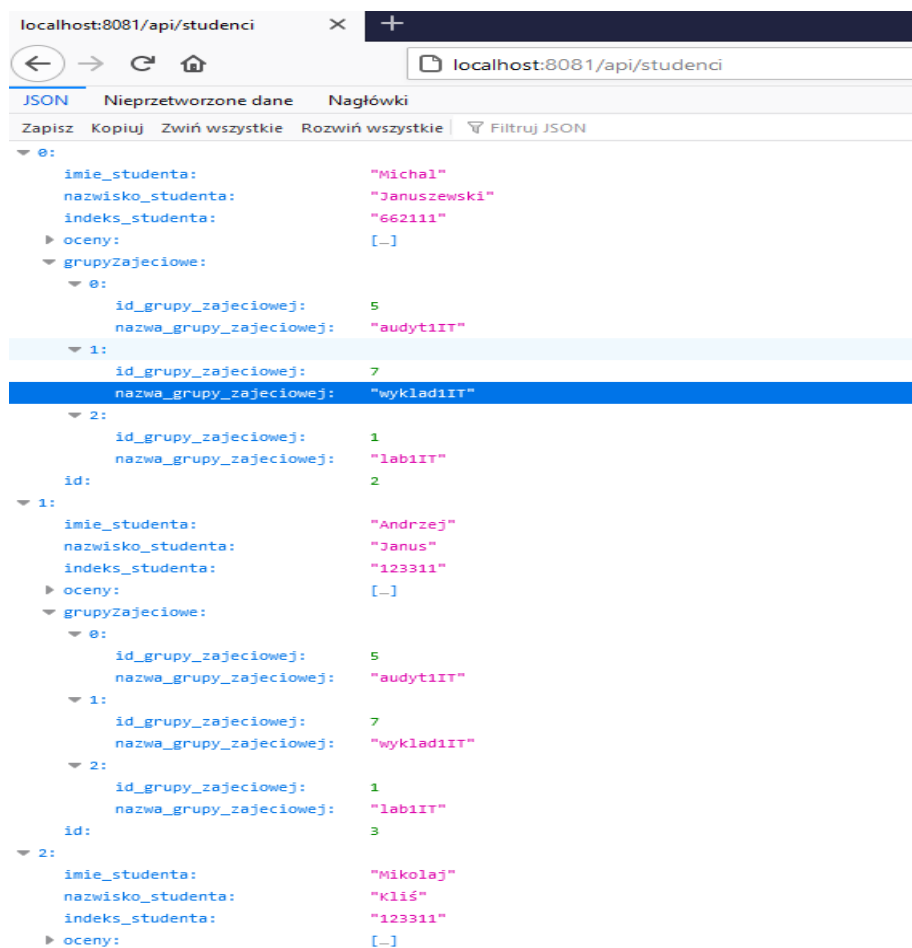 localhost:8081/api/studenci
localhost:8081/api/studenci
JSON Nieprzetworzone dane Nagłówki
Zapisz Kopiuj Zwiń wszystkie Rozwiń wszystkie Filtruj JSON
0:
imie_studenta: "Michal"
nazwisko_studenta: "Januszewski"
indeks_studenta: "662111"
oceny: […]
grupyZajeciowe:
0:
id_grupy_zajeciowej: 5
nazwa_grupy_zajeciowej: "audyt1IT"
1:
id_grupy_zajeciowej: 7
nazwa_grupy_zajeciowej: "wyklad1IT"
2:
id_grupy_zajeciowej: 1
nazwa_grupy_zajeciowej: "lab1IT"
id: 2
1:
imie_studenta: "Andrzej"
nazwisko_studenta: "Janus"
indeks_studenta: "123311"
oceny: […]
grupyZajeciowe:
0:
id_grupy_zajeciowej: 5
nazwa_grupy_zajeciowej: "audyt1IT"
1:
id_grupy_zajeciowej: 7
nazwa_grupy_zajeciowej: "wyklad1IT"
2:
id_grupy_zajeciowej: 1
nazwa_grupy_zajeciowej: "lab1IT"
id: 3
2:
imie_studenta: "Mikolaj"
nazwisko_studenta: "Kliś"
indeks_studenta: "123311"
oceny: […]